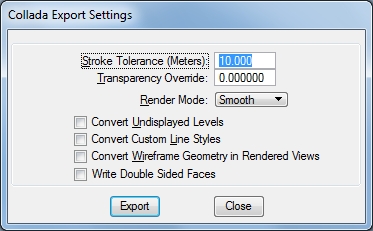 Collada Export Settings
Stroke Tolerance (Meters): 10.000
Transparency Override: 0.000000
Render Mode: Smooth
Convert Undisplayed Levels
Convert Custom Line Styles
Convert Wireframe Geometry in Rendered Views
Write Double Sided Faces
Export Close